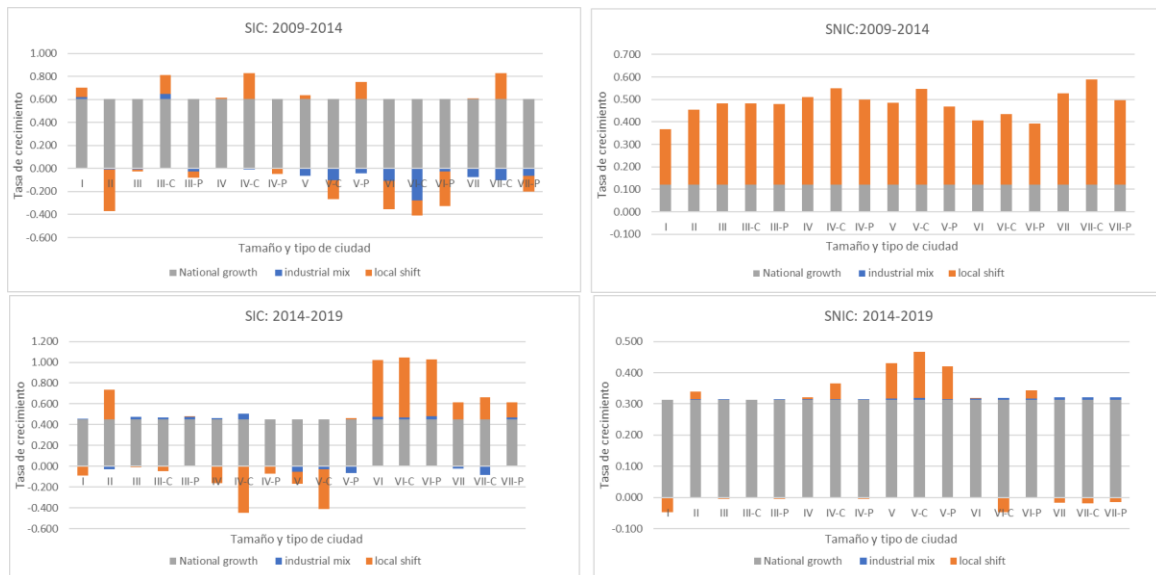 SIC: 2009-2014
Tasa de crecimiento
1.000
0.800
0.600
0.400
0.200
0.000
-0.200
-0.400
-0.600
I II III III-C III-P IV IV-C IV-P V V-C V-P VI VI-C VI-P VII VII-C VII-P
Tamaño y tipo de ciudad
National growth industrial mix local shift
SNIC:2009-2014
Tasa de crecimiento
0.700
0.600
0.500
0.400
0.300
0.200
0.100
0.000
-0.100
I II III III-C III-P IV IV-C IV-P V V-C V-P VI VI-C VI-P VII VII-C VII-P
Tamaño y tipo de ciudad
National growth industrial mix local shift
SIC: 2014-2019
Tasa de crecimiento
1.200
1.000
0.800
0.600
0.400
0.200
0.000
-0.200
-0.400
-0.600
I II III III-C III-P IV IV-C IV-P V V-C V-P VI VI-C VI-P VII VII-C VII-P
Tamaño y tipo de ciudad
National growth industrial mix local shift
SNIC: 2014-2019
Tasa de crecimiento
0.500
0.400
0.300
0.200
0.100
0.000
-0.100
I II III III-C III-P IV IV-C IV-P V V-C V-P VI VI-C VI-P VII VII-C VII-P
Tamaño y tipo de ciudad
National growth industrial mix local shift